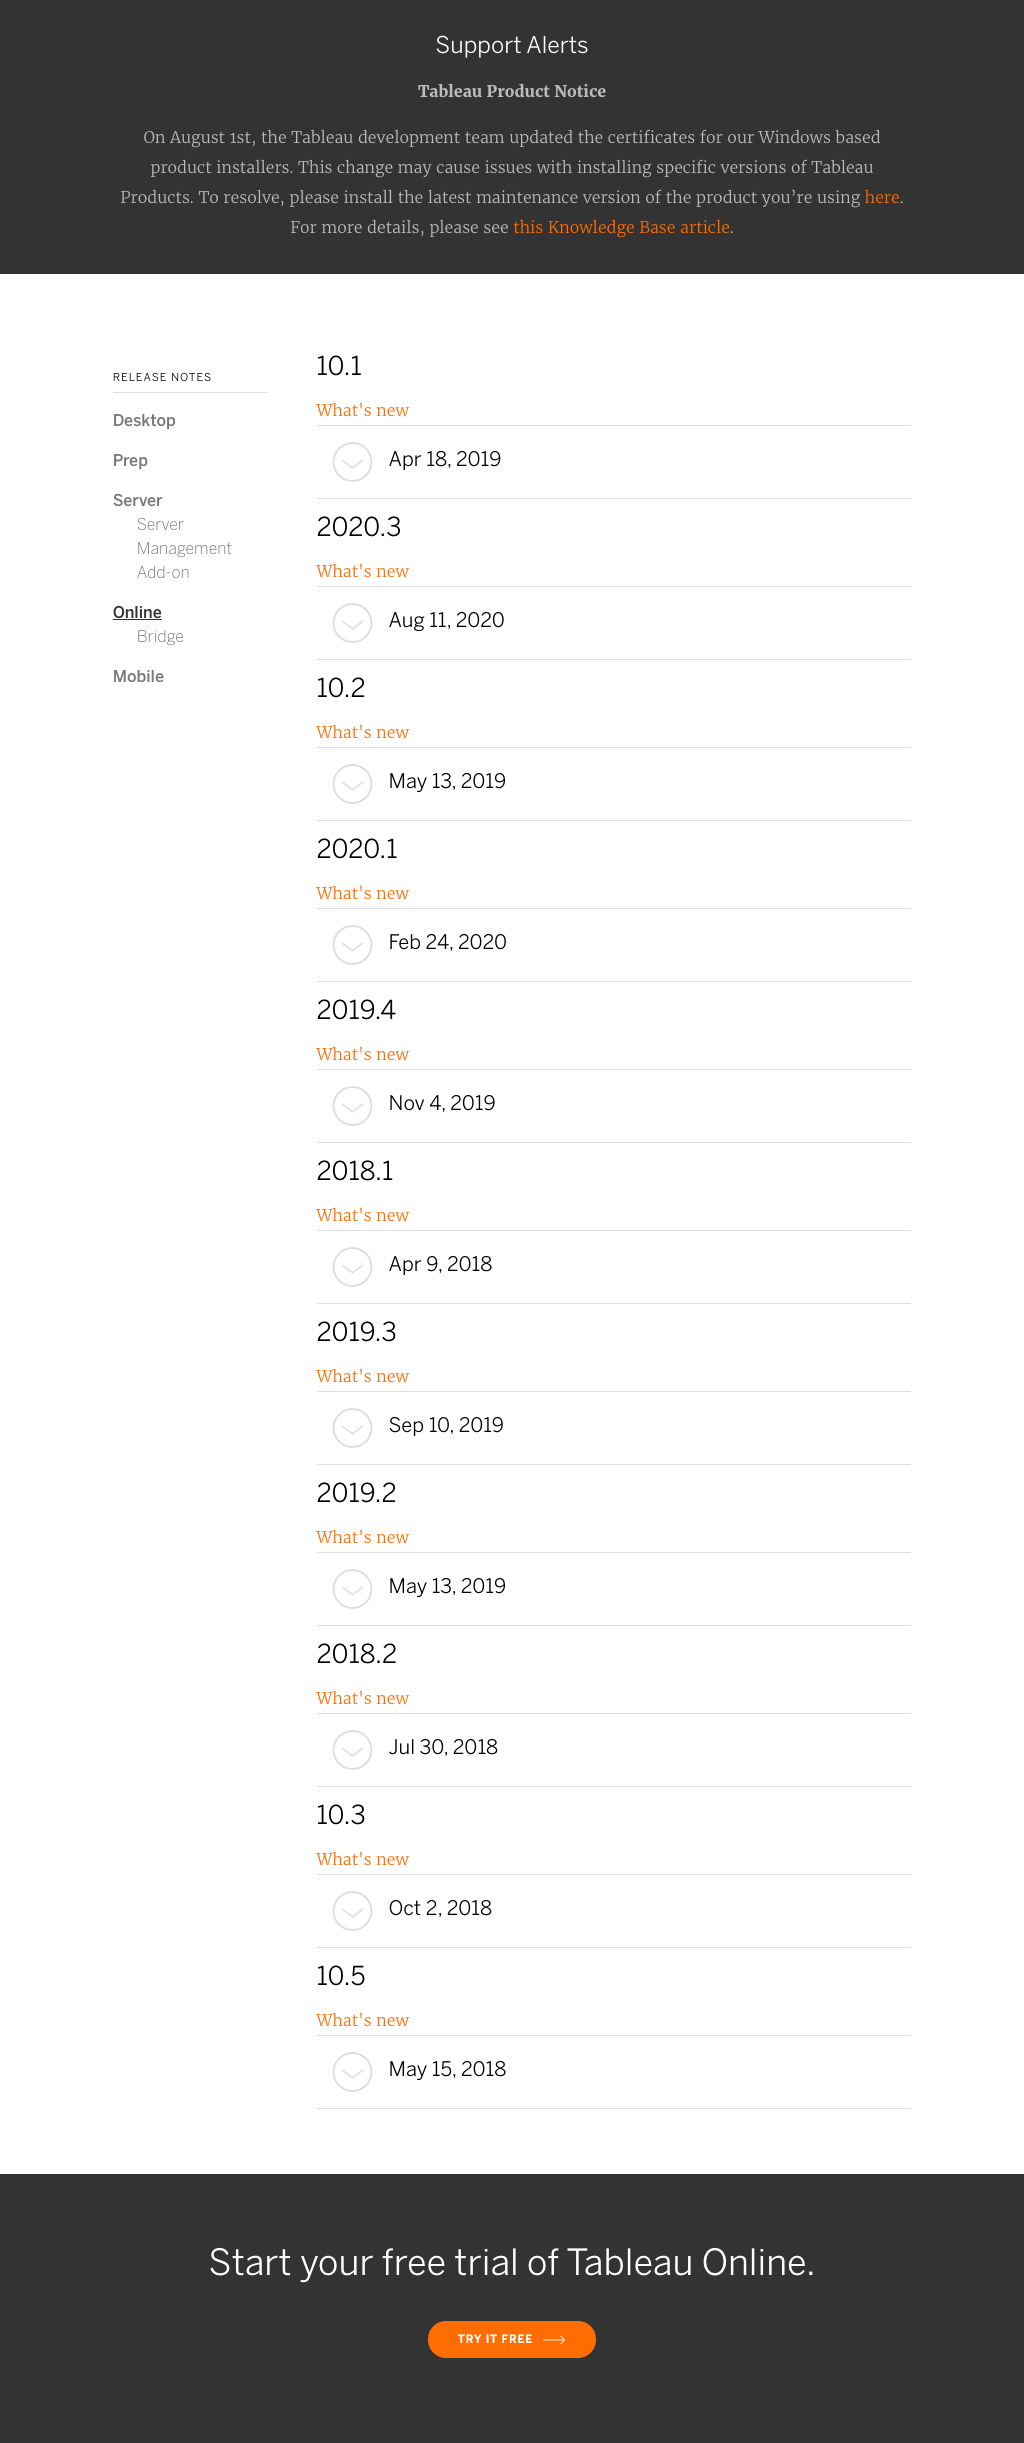 Support Alerts
Tableau Product Notice
On August 1st, the Tableau development team updated the certificates for our Windows based
product installers. This change may cause issues with installing specific versions of Tableau
Products. To resolve, please install the latest maintenance version of the product you’re using here.
For more details, please see this Knowledge Base article.
RELEASE NOTES
Desktop
Prep
Server
Server
Management
Add-on
Online
Bridge
Mobile
10.1
What's new
Apr 18, 2019
2020.3
What's new
Aug 11, 2020
10.2
What's new
May 13, 2019
2020.1
What's new
Feb 24, 2020
2019.4
What's new
Nov 4, 2019
2018.1
What's new
Apr 9, 2018
2019.3
What's new
Sep 10, 2019
2019.2
What's new
May 13, 2019
2018.2
What's new
Jul 30, 2018
10.3
What's new
Oct 2, 2018
10.5
What's new
May 15, 2018
Start your free trial of Tableau Online.
TRY IT FREE